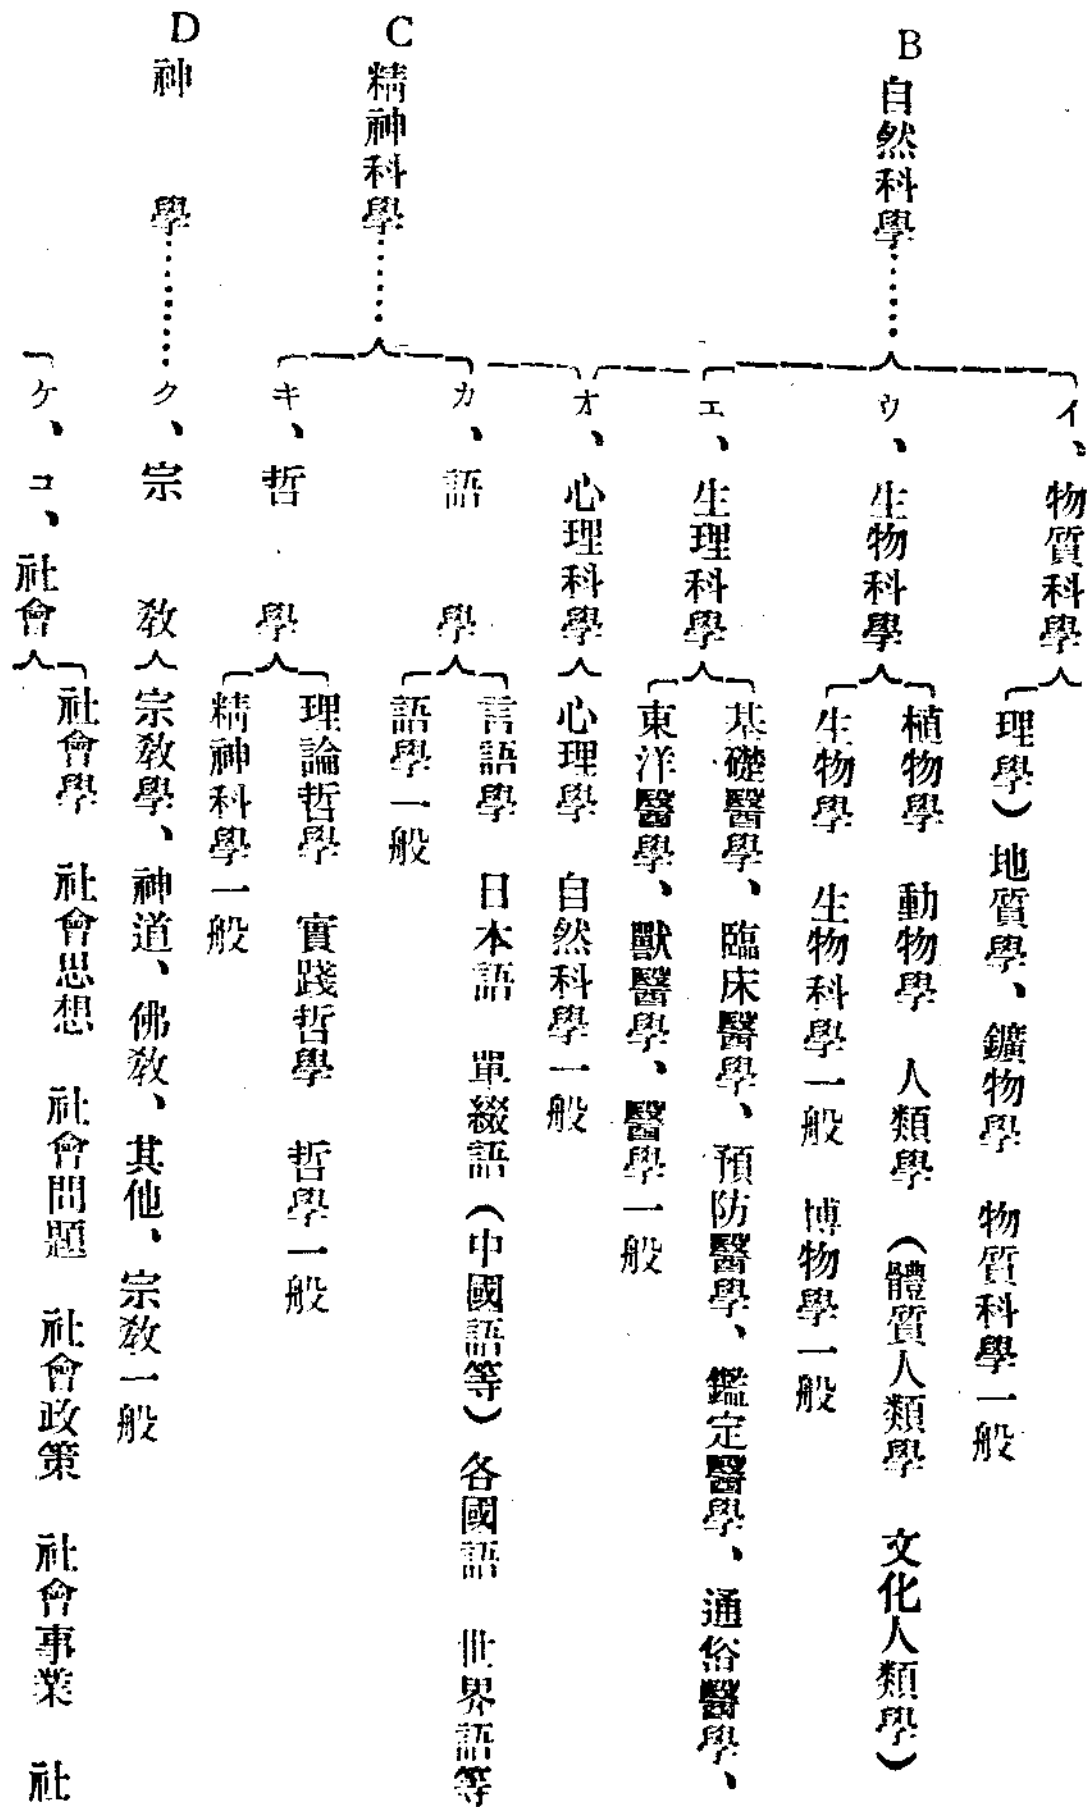 B 自然科學……
イ、物質科學
理學）地質學、鑛物學 物質科學一般
ウ、生物科學
植物學 動物學 人類學 （體質人類學 文化人類學）
生物學 生物科學一般 博物學一般
エ、生理科學
基礎醫學、臨床醫學、預防醫學、鑑定醫學、通俗醫學、
東洋醫學、獸醫學、醫學一般
オ、心理科學
心理學 自然科學一般
C 精神科學……
カ、語學
言語學 日本語 單綴語（中國語等）各國語 世界語等
語學一般
キ、哲學
理論哲學 實踐哲學 哲學一般
精神科學一般
D 神學……
ク、宗教
宗教學、神道、佛教、其他、宗教一般
ケ、コ、社會
社會學 社會思想 社會問題 社會政策 社會事業 社